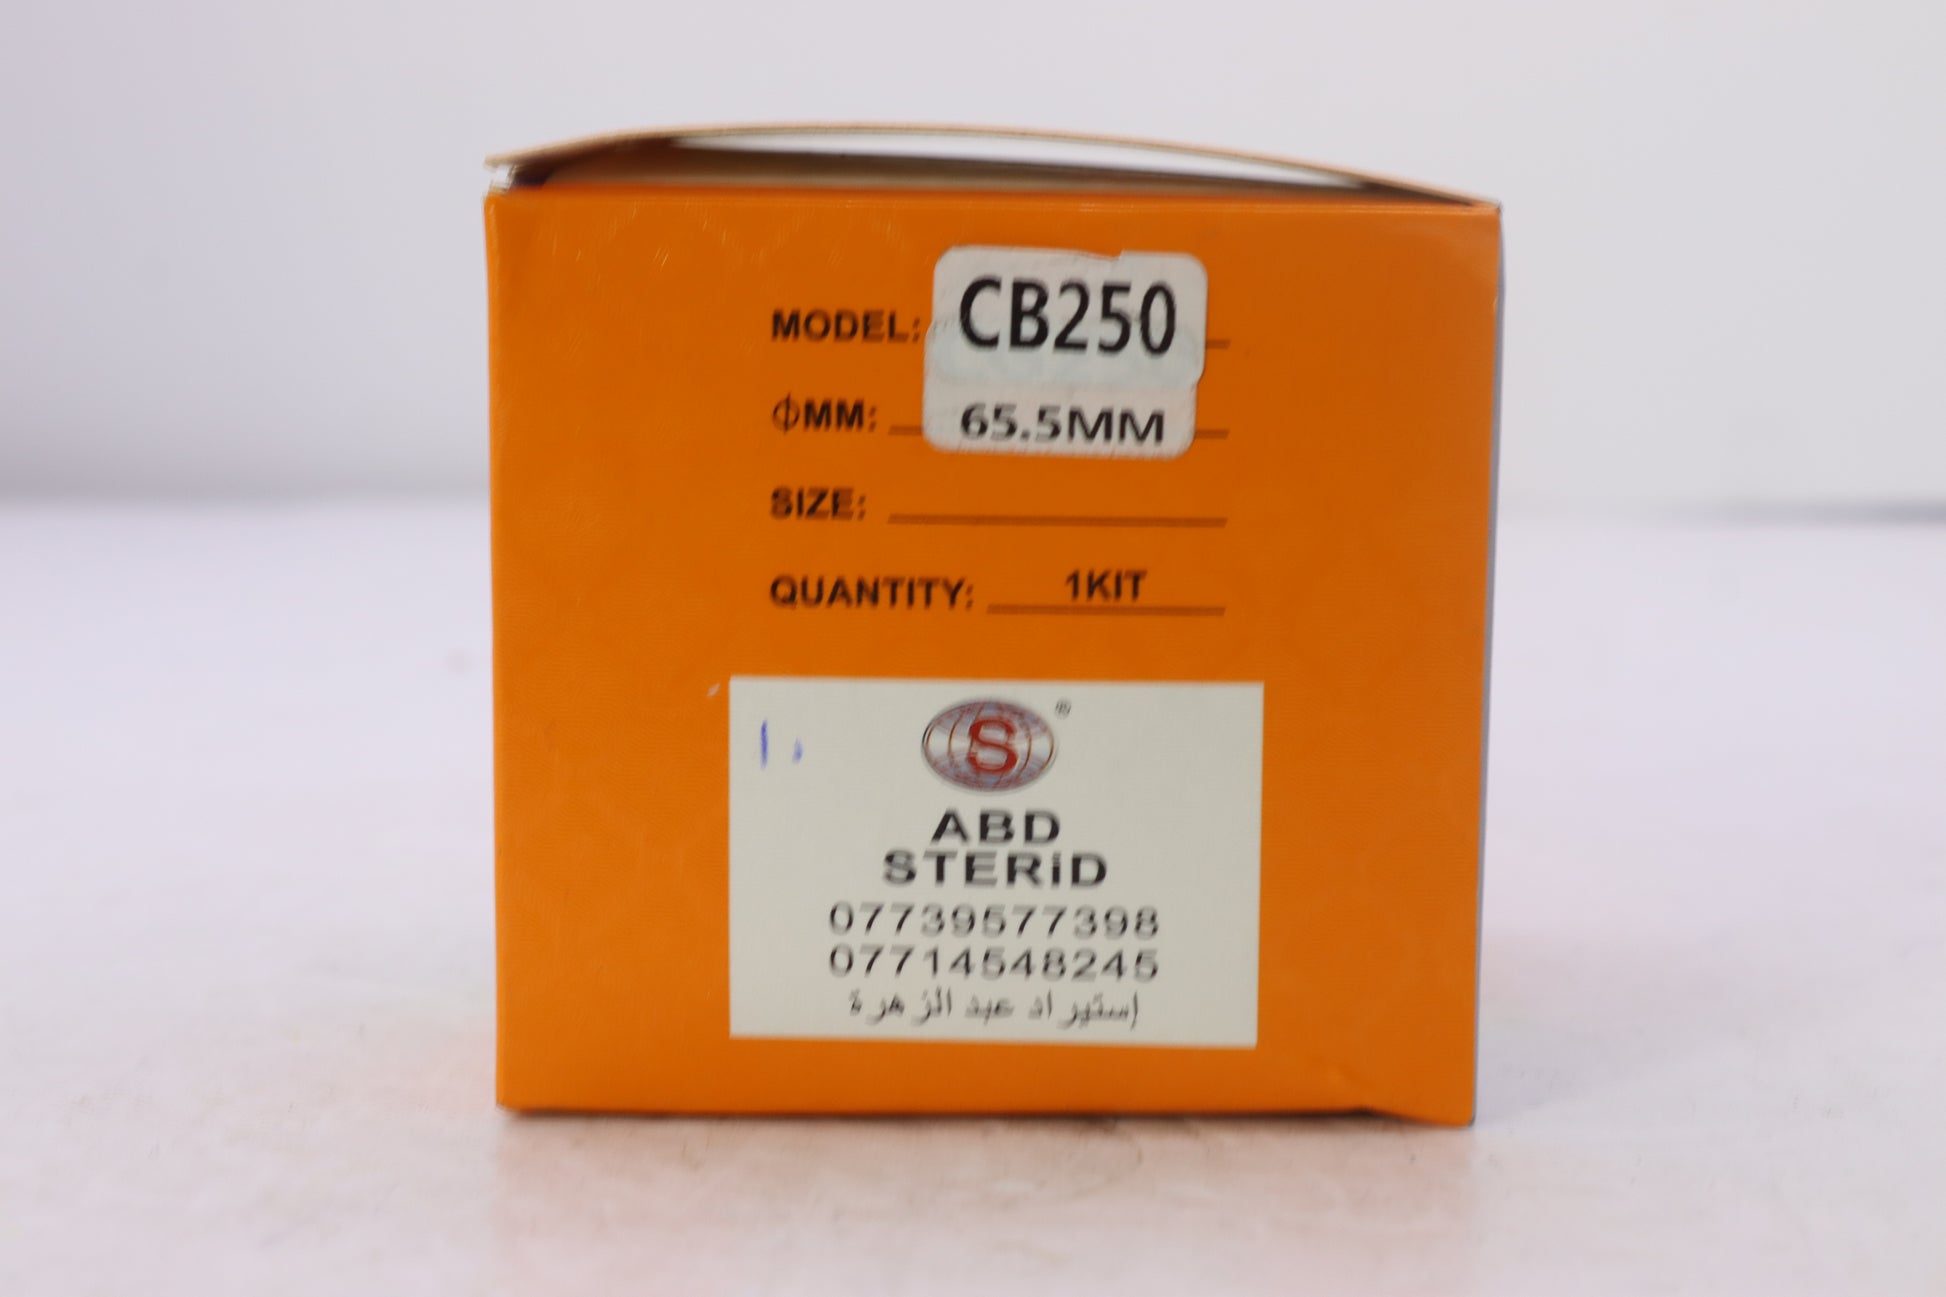 MODEL: CB250
ΦMM: 65.5MM
SIZE:
QUANTITY: 1KIT
S ®
ABD
STERiD
07739577398
07714548245
إستيراد عبد الزهرة